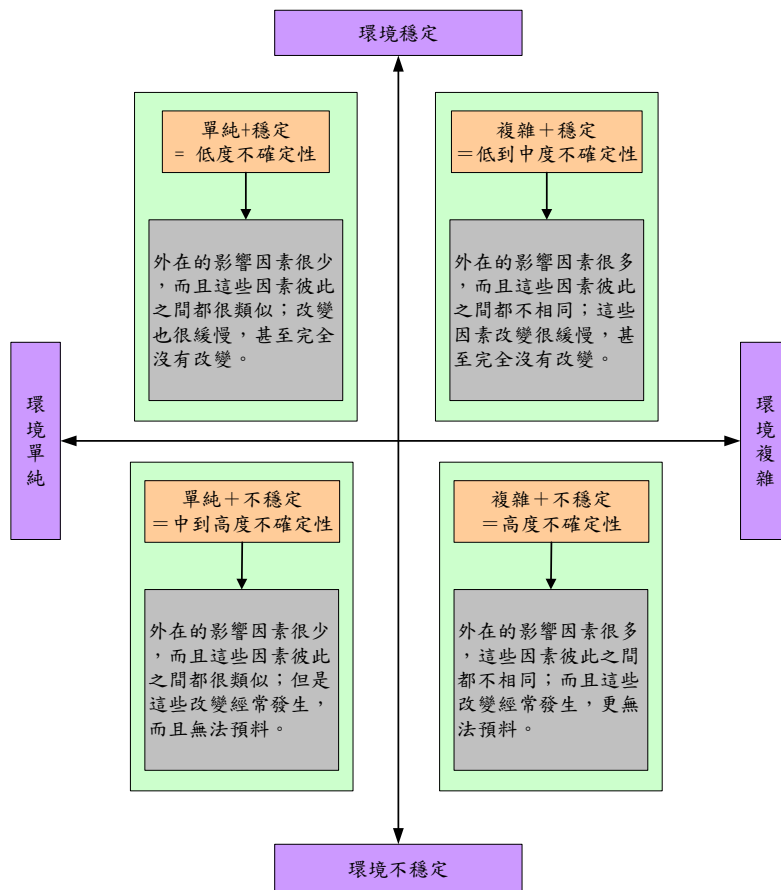 環境穩定
單純+穩定
= 低度不確定性
外在的影響因素很少
,而且這些因素彼此
之間都很類似;改變
也很緩慢,甚至完全
沒有改變。
複雜+穩定
=低到中度不確定性
外在的影響因素很多
,而且這些因素彼此
之間都不相同;這些
因素改變很緩慢,甚
至完全沒有改變。
環境單純
環境複雜
單純+不穩定
=中到高度不確定性
外在的影響因素很少
,而且這些因素彼此
之間都很類似;但是
這些改變經常發生,
而且無法預料。
複雜+不穩定
=高度不確定性
外在的影響因素很多
,這些因素彼此之間
都不相同;而且這些
改變經常發生,更無
法預料。
環境不穩定